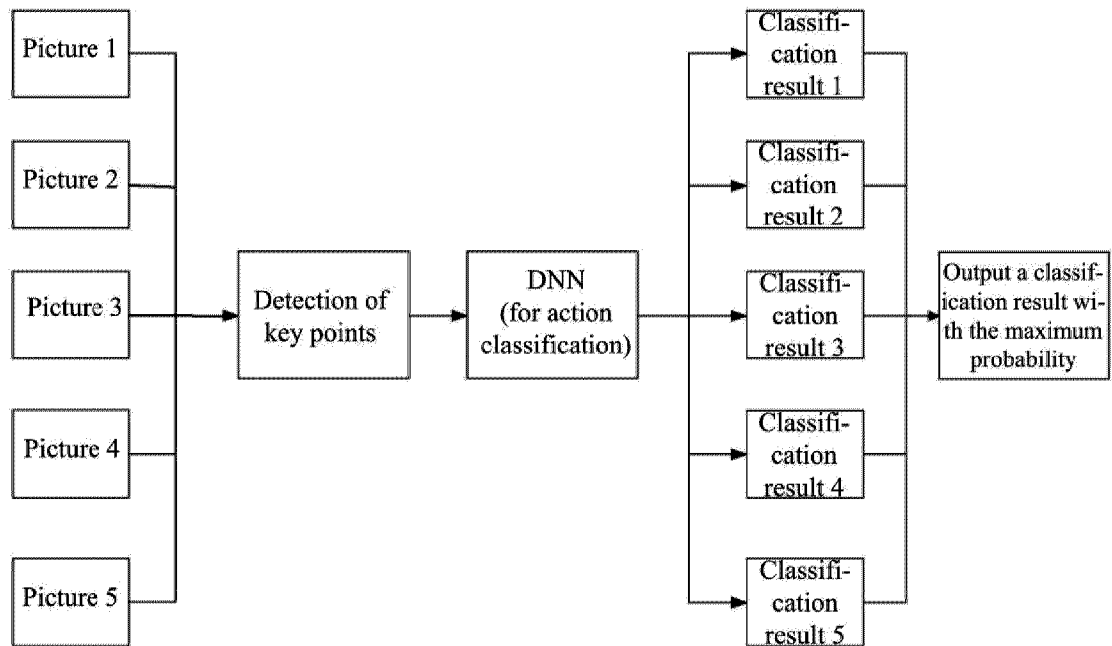 Picture 1
Picture 2
Picture 3
Picture 4
Picture 5
Detection of
key points
DNN
(for action
classification)
Classifi-
cation
result 1
Classifi-
cation
result 2
Classifi-
cation
result 3
Classifi-
cation
result 4
Classifi-
cation
result 5
Output a classif-
ication result wi-
th the maximum
probability